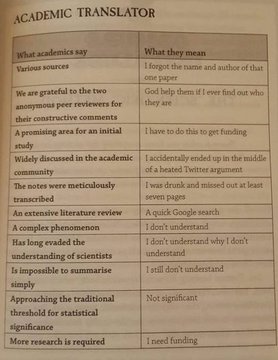 ACADEMIC TRANSLATOR
What academics say
What they mean
Various sources
I forgot the name and author of that
one paper
We are grateful to the two
anonymous peer reviewers for
their constructive comments
God help them if I ever find out who
they are
A promising area for an initial
study
I have to do this to get funding
Widely discussed in the academic
community
I accidentally ended up in the middle
of a heated Twitter argument
The notes were meticulously
transcribed
I was drunk and missed out at least
seven pages
An extensive literature review
A quick Google search
A complex phenomenon
I don't understand
Has long evaded the
understanding of scientists
I don't understand why I don't
understand
Is impossible to summarise
simply
I still don't understand
Approaching the traditional
threshold for statistical
significance
Not significant
More research is required
I need funding